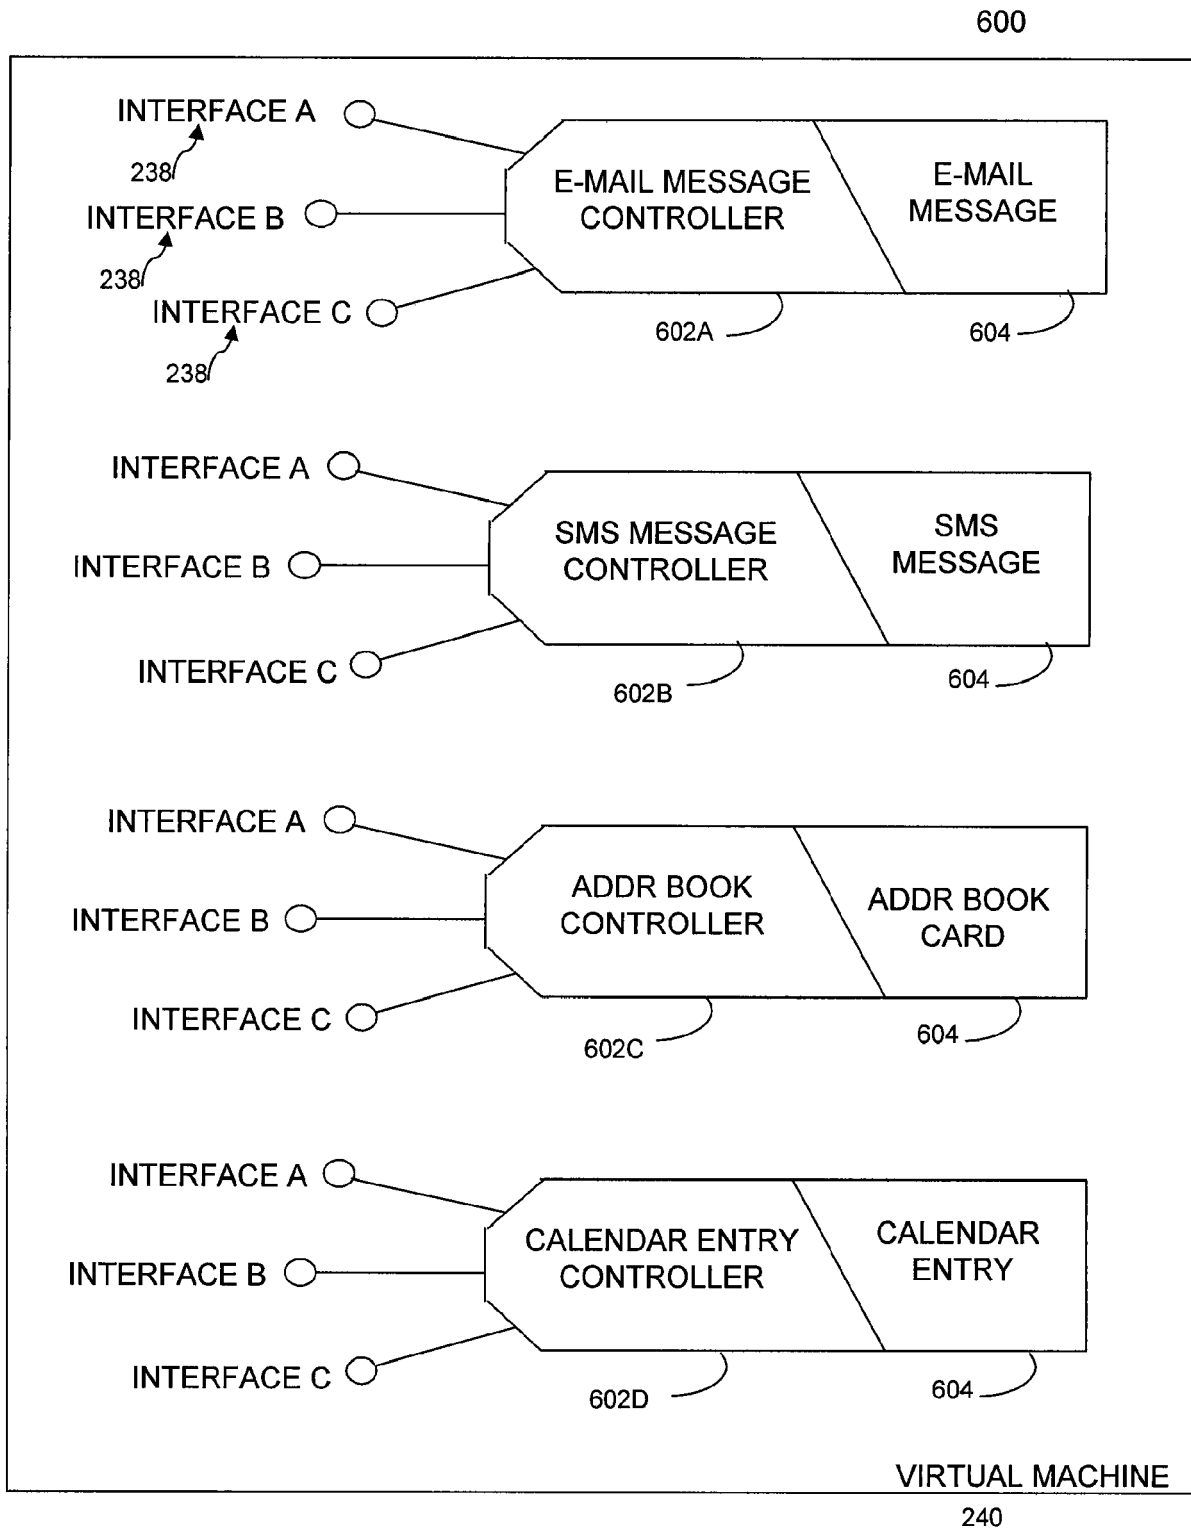 600
INTERFACE A
238
INTERFACE B
238
INTERFACE C
238
E-MAIL MESSAGE
CONTROLLER
E-MAIL
MESSAGE
602A
604
INTERFACE A
INTERFACE B
INTERFACE C
SMS MESSAGE
CONTROLLER
SMS
MESSAGE
602B
604
INTERFACE A
INTERFACE B
INTERFACE C
ADDR BOOK
CONTROLLER
ADDR BOOK
CARD
602C
604
INTERFACE A
INTERFACE B
INTERFACE C
CALENDAR ENTRY
CONTROLLER
CALENDAR
ENTRY
602D
604
VIRTUAL MACHINE
240